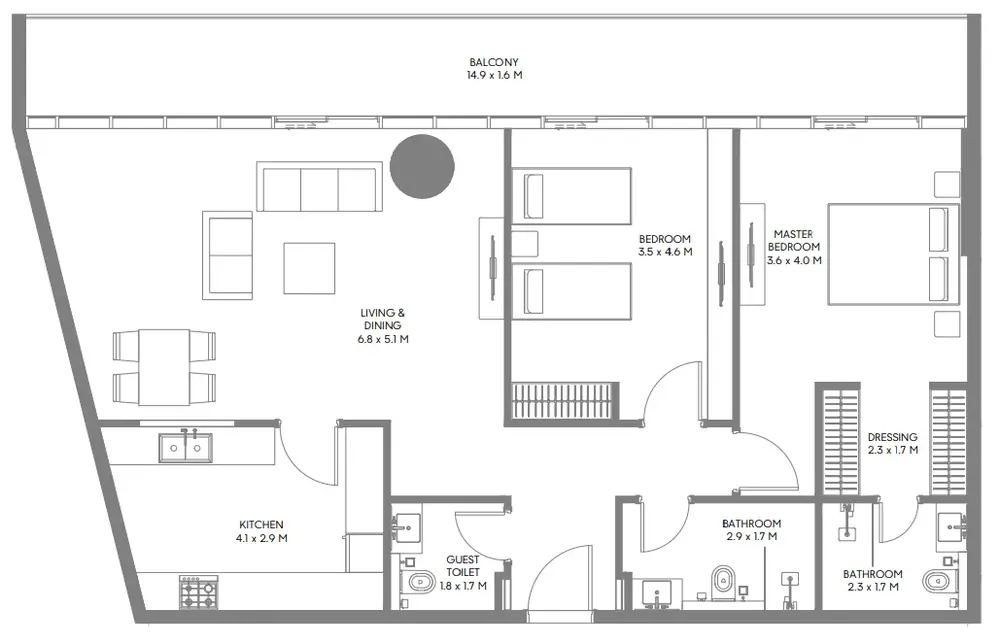 BALCONY
14.9 x 1.6 M
BEDROOM
3.5 x 4.6 M
MASTER
BEDROOM
3.6 x 4.0 M
LIVING &
DINING
6.8 x 5.1 M
DRESSING
2.3 x 1.7 M
KITCHEN
4.1 x 2.9 M
BATHROOM
2.9 x 1.7 M
GUEST
TOILET
1.8 x 1.7 M
BATHROOM
2.3 x 1.7 M